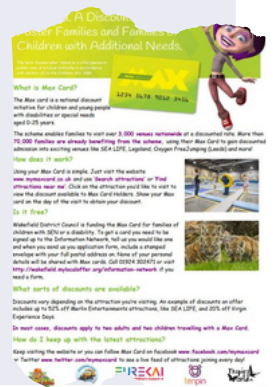 A Discount
Foster Families and Families of
Children with Additional Needs.
MAX
What is Max Card?
The Max card is a national discount
initiative for children and young people
with disabilities or special needs
aged 0-25 years.
The scheme enables families to visit over 3,000 venues nationwide at a discounted rate. More than
70,000 families are already benefiting from the scheme, using their Max Card to gain discounted
admission into exciting venues like SEA LIFE, Legoland, Oxygen FreeJumping (Leeds) and more!
How does it work?
Using your Max Card is simple. Just visit the website
www.mymaxcard.co.uk and use 'Search attractions' or 'Find
attractions near me'. Click on the attraction you'd like to visit to
view the discount available to Max Card Holders. Show your Max
card on the day of the visit to obtain your discount.
Is it free?
Wakefield District Council is funding the Max Card for families of
children with SEN or a disability. To get a card you need to be
signed up to the Information Network, tell us you would like one
and when you send us your application form, include a stamped
envelope with your full postal address on. None of your personal
details will be shared with Max cards. Call 01924 302471 or visit
http://wakefield.mylocaloffer.org/information-network if you
need a form.
What sorts of discounts are available?
Discounts vary depending on the attraction you're visiting. An example of discounts on offer
includes up to 52% off Merlin Entertainments attractions, like SEA LIFE, and 20% off Virgin
Experience Days.
In most cases, discounts apply to two adults and two children travelling with a Max Card.
How do I keep up with the latest attractions?
Keep visiting the website or you can follow Max Card on Facebook www.facebook.com/mymaxcard
or Twitter www.twitter.com/mymaxcard to see a live feed of attractions joining every day!
EUREKA!
tenpin